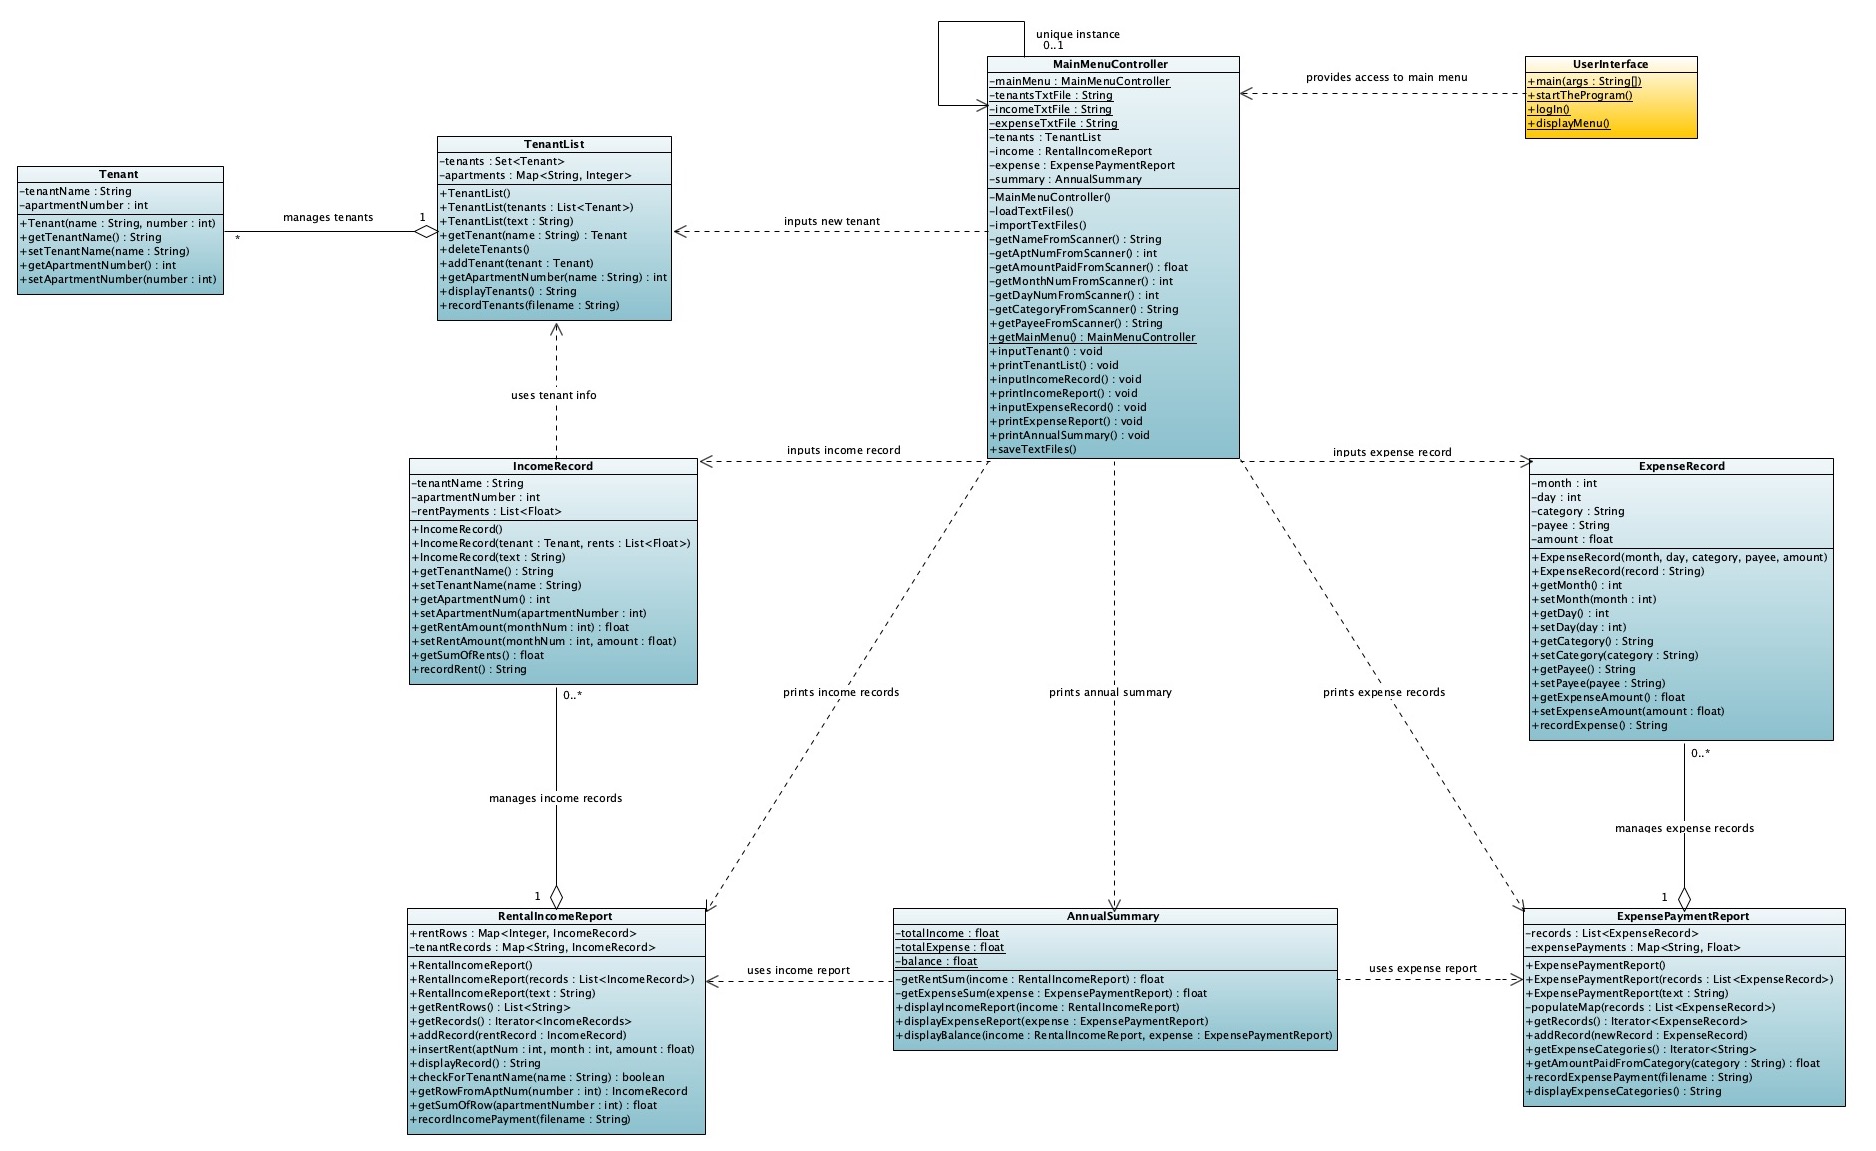 unique instance
0..1
MainMenuController
-mainMenu : MainMenuController
-tenantsTxtFile : String
-incomeTxtFile : String
-expenseTxtFile : String
-tenants : TenantList
-income : RentalIncomeReport
-expense : ExpensePaymentReport
-summary : AnnualSummary
-MainMenuController()
-loadTextFiles()
-importTextFiles()
-getNameFromScanner() : String
-getAptNumFromScanner() : int
-getAmountPaidFromScanner() : float
-getMonthNumFromScanner() : int
-getDayNumFromScanner() : int
-getCategoryFromScanner() : String
+getPayeeFromScanner() : String
+getMainMenu() : MainMenuController
+inputTenant() : void
+printTenantList() : void
+inputIncomeRecord() : void
+printIncomeReport() : void
+inputExpenseRecord() : void
+printExpenseReport() : void
+printAnnualSummary() : void
+saveTextFiles()
provides access to main menu
UserInterface
+main(args : String[])
+startTheProgram()
+logIn()
+displayMenu()
Tenant
-tenantName : String
-apartmentNumber : int
+Tenant(name : String, number : int)
+getTenantName() : String
+setTenantName(name : String)
+getApartmentNumber() : int
+setApartmentNumber(number : int)
manages tenants
*
1
TenantList
-tenants : Set<Tenant>
-apartments : Map<String, Integer>
+TenantList()
+TenantList(tenants : List<Tenant>)
+TenantList(text : String)
+getTenant(name : String) : Tenant
+deleteTenants()
+addTenant(tenant : Tenant)
+getApartmentNumber(name : String) : int
+displayTenants() : String
+recordTenants(filename : String)
inputs new tenant
uses tenant info
inputs income record
inputs expense record
IncomeRecord
-tenantName : String
-apartmentNumber : int
-rentPayments : List<Float>
+IncomeRecord()
+IncomeRecord(tenant : Tenant, rents : List<Float>)
+IncomeRecord(text : String)
+getTenantName() : String
+setTenantName(name : String)
+getApartmentNum() : int
+setApartmentNum(apartmentNumber : int)
+getRentAmount(monthNum : int) : float
+setRentAmount(monthNum : int, amount : float)
+getSumOfRents() : float
+recordRent() : String
0..*
ExpenseRecord
-month : int
-day : int
-category : String
-payee : String
-amount : float
+ExpenseRecord(month, day, category, payee, amount)
+ExpenseRecord(record : String)
+getMonth() : int
+setMonth(month : int)
+getDay() : int
+setDay(day : int)
+getCategory() : String
+setCategory(category : String)
+getPayee() : String
+setPayee(payee : String)
+getExpenseAmount() : float
+setExpenseAmount(amount : float)
+recordExpense() : String
0..*
prints income records
prints annual summary
prints expense records
manages income records
1
manages expense records
1
RentalIncomeReport
+rentRows : Map<Integer, IncomeRecord>
-tenantRecords : Map<String, IncomeRecord>
+RentalIncomeReport()
+RentalIncomeReport(records : List<IncomeRecord>)
+RentalIncomeReport(text : String)
+getRentRows() : List<String>
+getRecords() : Iterator<IncomeRecords>
+addRecord(rentRecord : IncomeRecord)
+insertRent(aptNum : int, month : int, amount : float)
+displayRecord() : String
+checkForTenantName(name : String) : boolean
+getRowFromAptNum(number : int) : IncomeRecord
+getSumOfRow(apartmentNumber : int) : float
+recordIncomePayment(filename : String)
uses income report
AnnualSummary
-totalIncome : float
-totalExpense : float
-balance : float
-getRentSum(income : RentalIncomeReport) : float
-getExpenseSum(expense : ExpensePaymentReport) : float
+displayIncomeReport(income : RentalIncomeReport)
+displayExpenseReport(expense : ExpensePaymentReport)
+displayBalance(income : RentalIncomeReport, expense : ExpensePaymentReport)
uses expense report
ExpensePaymentReport
-records : List<ExpenseRecord>
-expensePayments : Map<String, Float>
+ExpensePaymentReport()
+ExpensePaymentReport(records : List<ExpenseRecord>)
+ExpensePaymentReport(text : String)
-populateMap(records : List<ExpenseRecord>)
+getRecords() : Iterator<ExpenseRecord>
+addRecord(newRecord : ExpenseRecord)
+getExpenseCategories() : Iterator<String>
+getAmountPaidFromCategory(category : String) : float
+recordExpensePayment(filename : String)
+displayExpenseCategories() : String